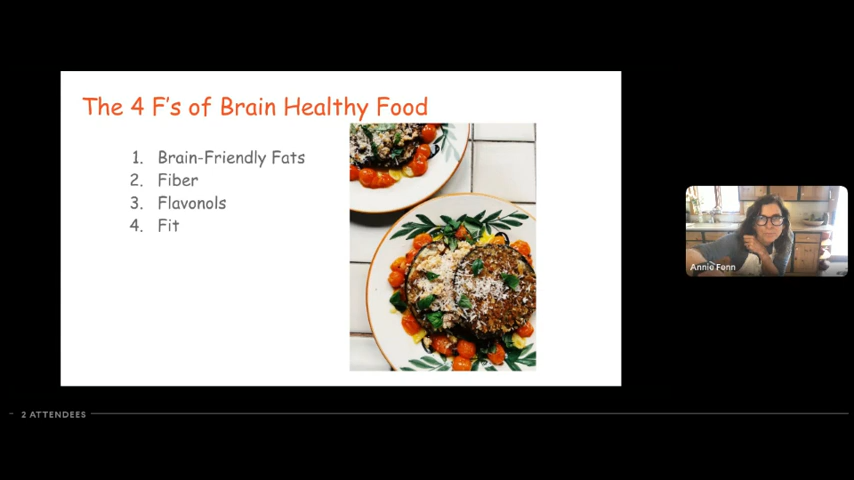 The 4 F's of Brain Healthy Food
1. Brain-Friendly Fats
2. Fiber
3. Flavonols
4. Fit
Annie Fenn
2 ATTENDEES